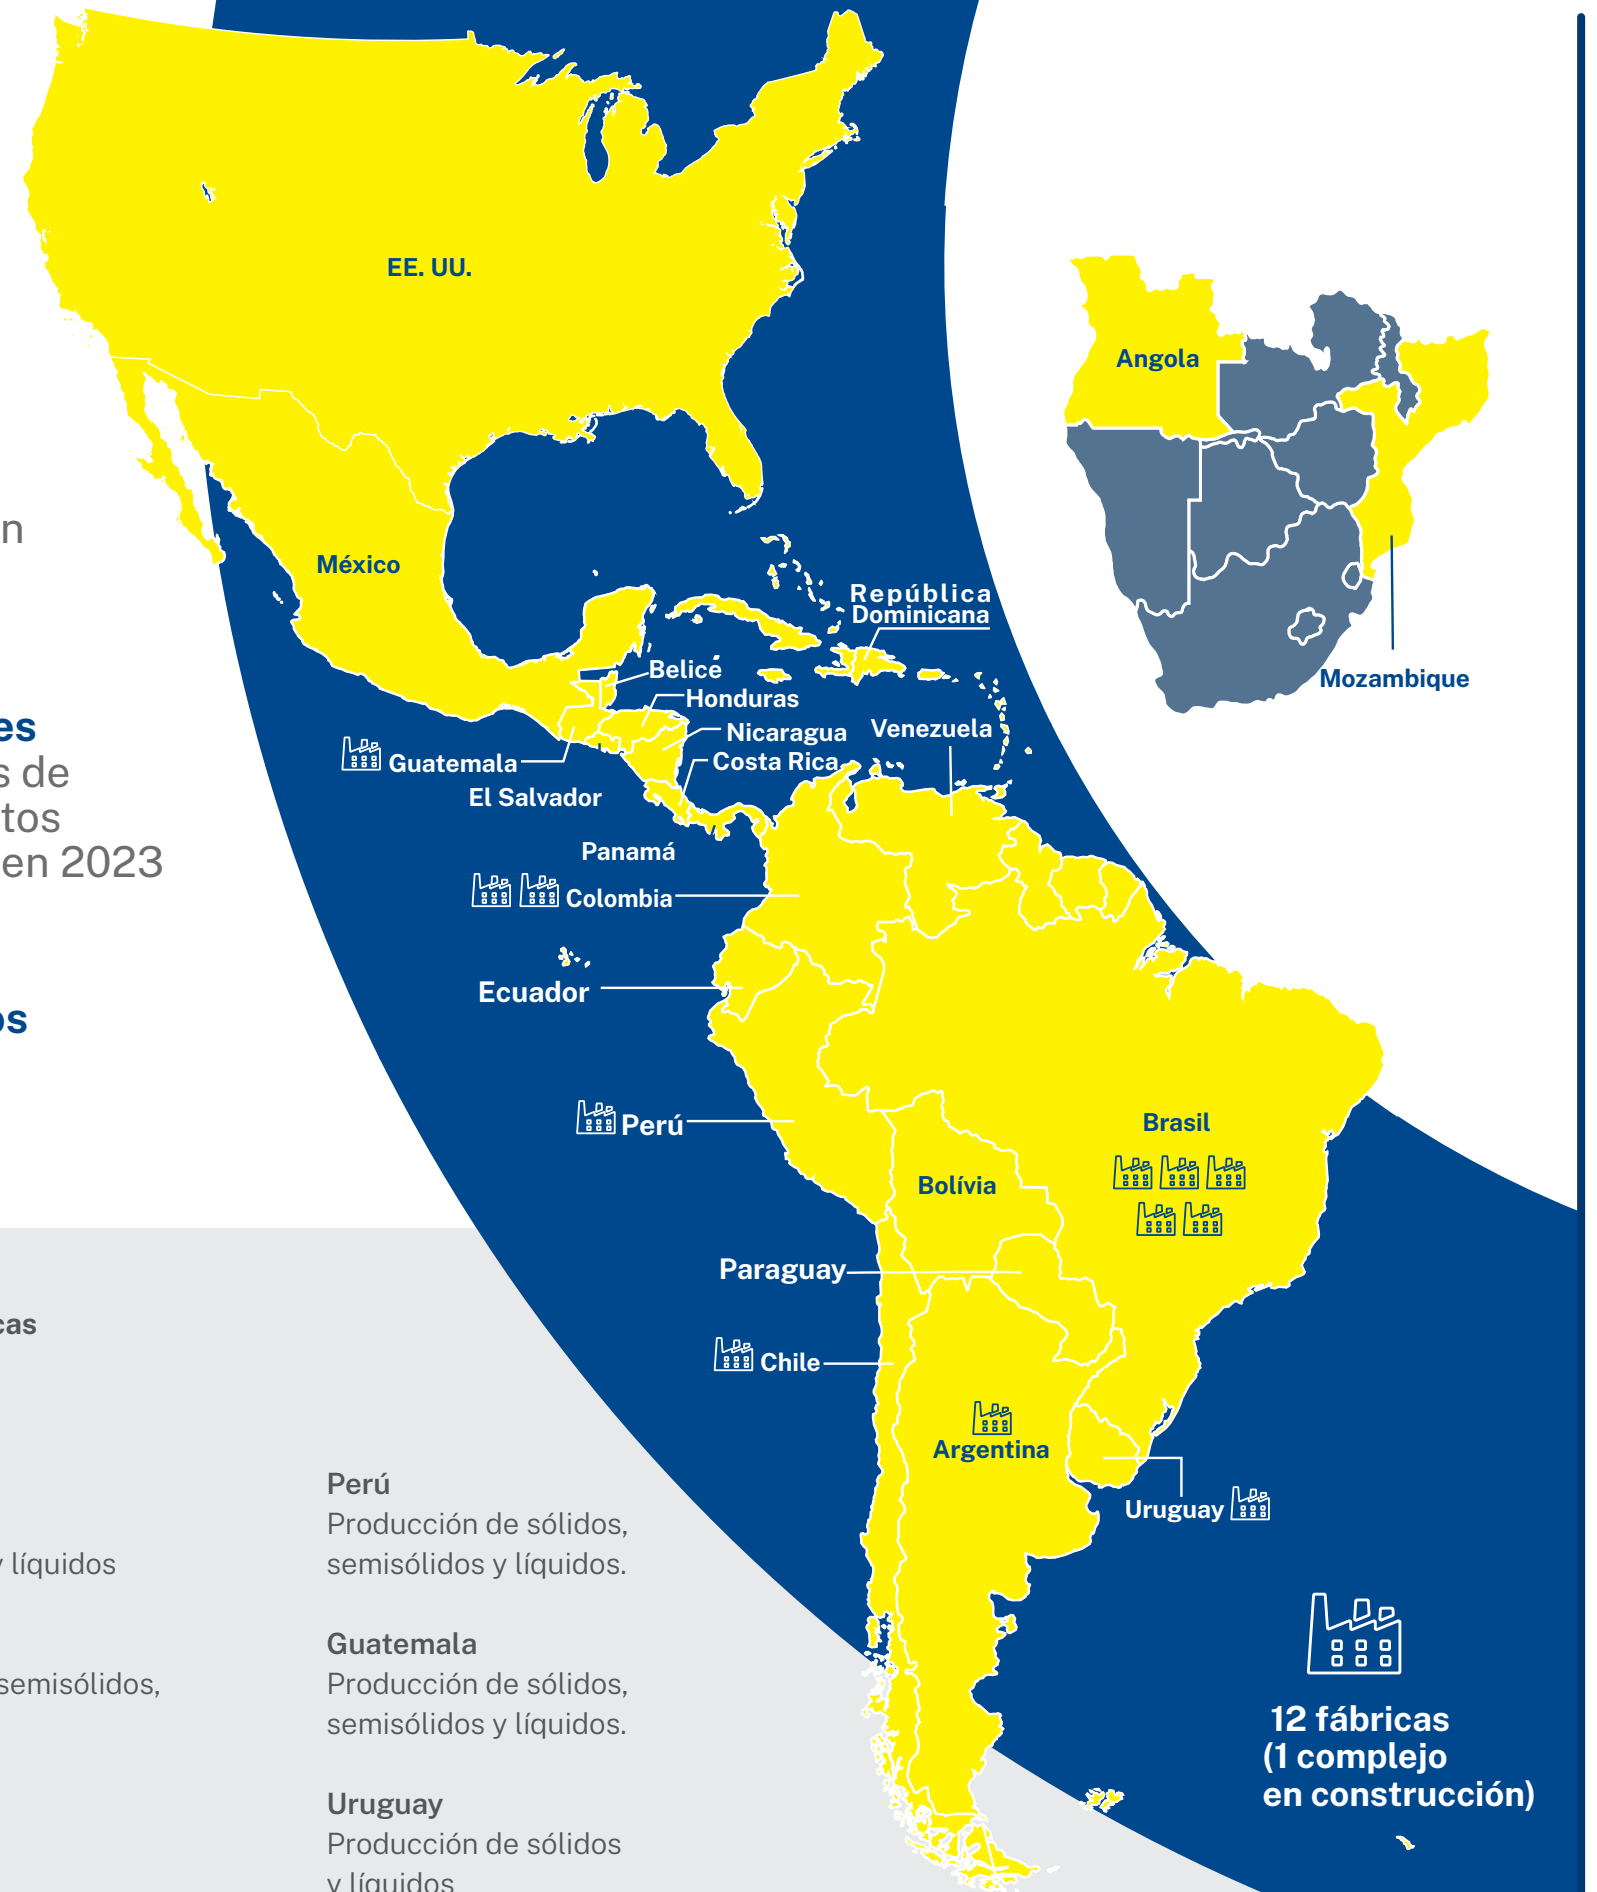 EE. UU.
Angola
México
República
Dominicana
Belicé
Honduras
Mozambique
Nicaragua
Venezuela
Guatemala
Costa Rica
El Salvador
Panamá
Colombia
Ecuador
Perú
Brasil
Bolívia
Paraguay
Chile
Argentina
Uruguay
n
es
s de
tos
en 2023
os
cas
y líquidos
semisólidos,
Perú
Producción de sólidos,
semisólidos y líquidos.
Guatemala
Producción de sólidos,
semisólidos y líquidos.
Uruguay
Producción de sólidos
y líquidos
12 fábricas
(1 complejo
en construcción)